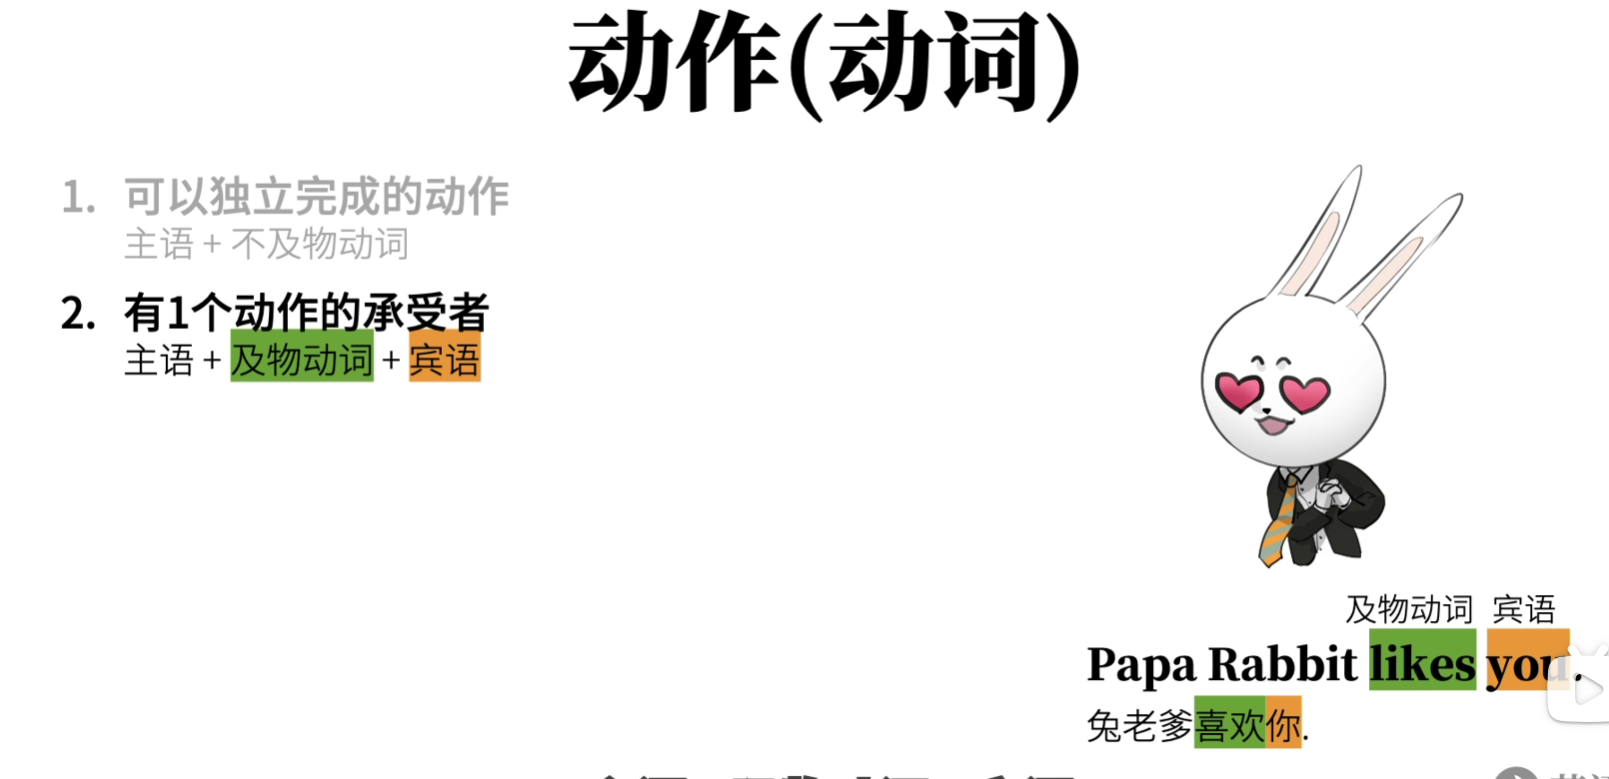 动作(动词)
1. 可以独立完成的动作
主语 + 不及物动词
2. 有1个动作的承受者
主语 + 及物动词 + 宾语
及物动词 宾语
Papa Rabbit likes you.
兔老爹喜欢你.